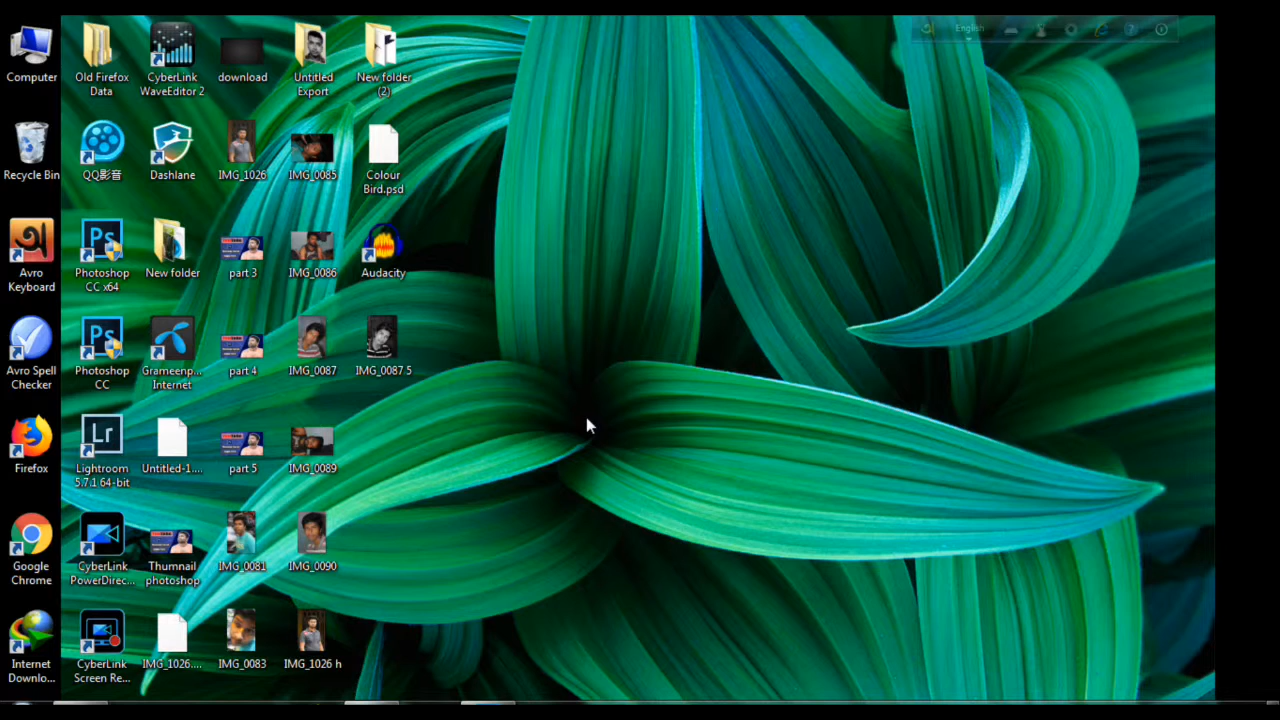 English
Computer
Old Firefox
Data
CyberLink
WaveEditor 2
download
Untitled
Export
New folder
(2)
Recycle Bin
QQ影音
Dashlane
IMG_1026
IMG_0085
Colour
Bird.psd
Avro
Keyboard
Photoshop
CC x64
New folder
part 3
IMG_0086
Audacity
Avro Spell
Checker
Photoshop
CC
Grameenp...
Internet
part 4
IMG_0087
IMG_0087 5
Firefox
Lightroom
5.7.1 64-bit
Untitled-1....
part 5
IMG_0089
Google
Chrome
CyberLink
PowerDirec...
Thumnail
photoshop
IMG_0081
IMG_0090
Internet
Downlo...
CyberLink
Screen Re...
IMG_1026....
IMG_0083
IMG_1026 h